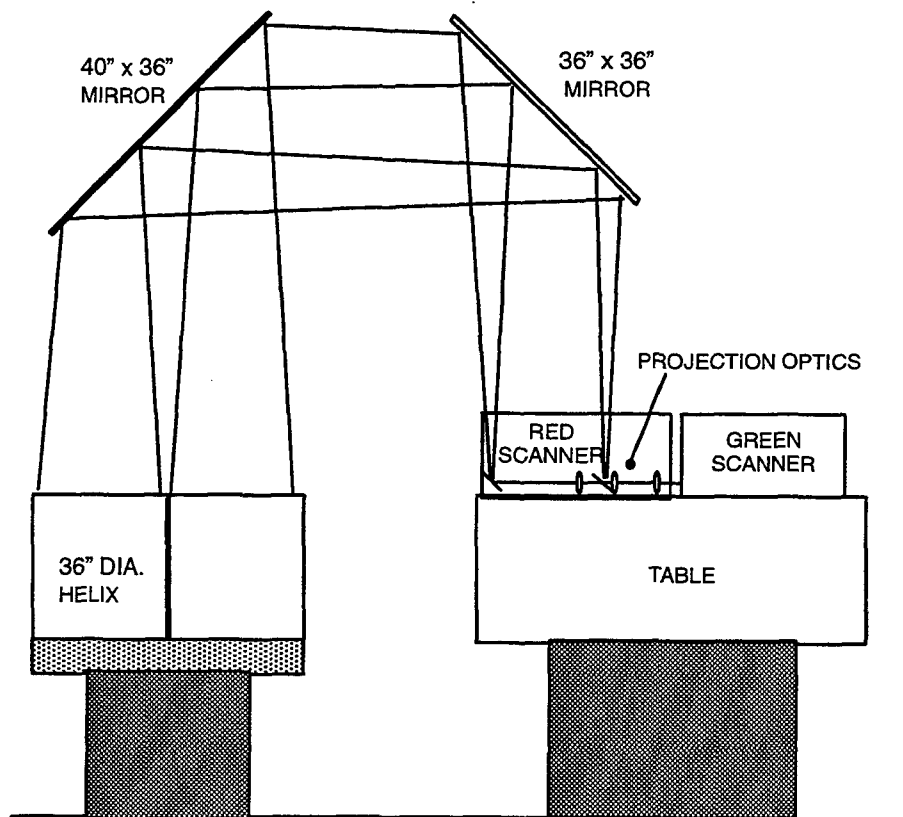 40” x 36”
MIRROR
36” x 36”
MIRROR
PROJECTION OPTICS
RED
SCANNER
GREEN
SCANNER
36” DIA.
HELIX
TABLE